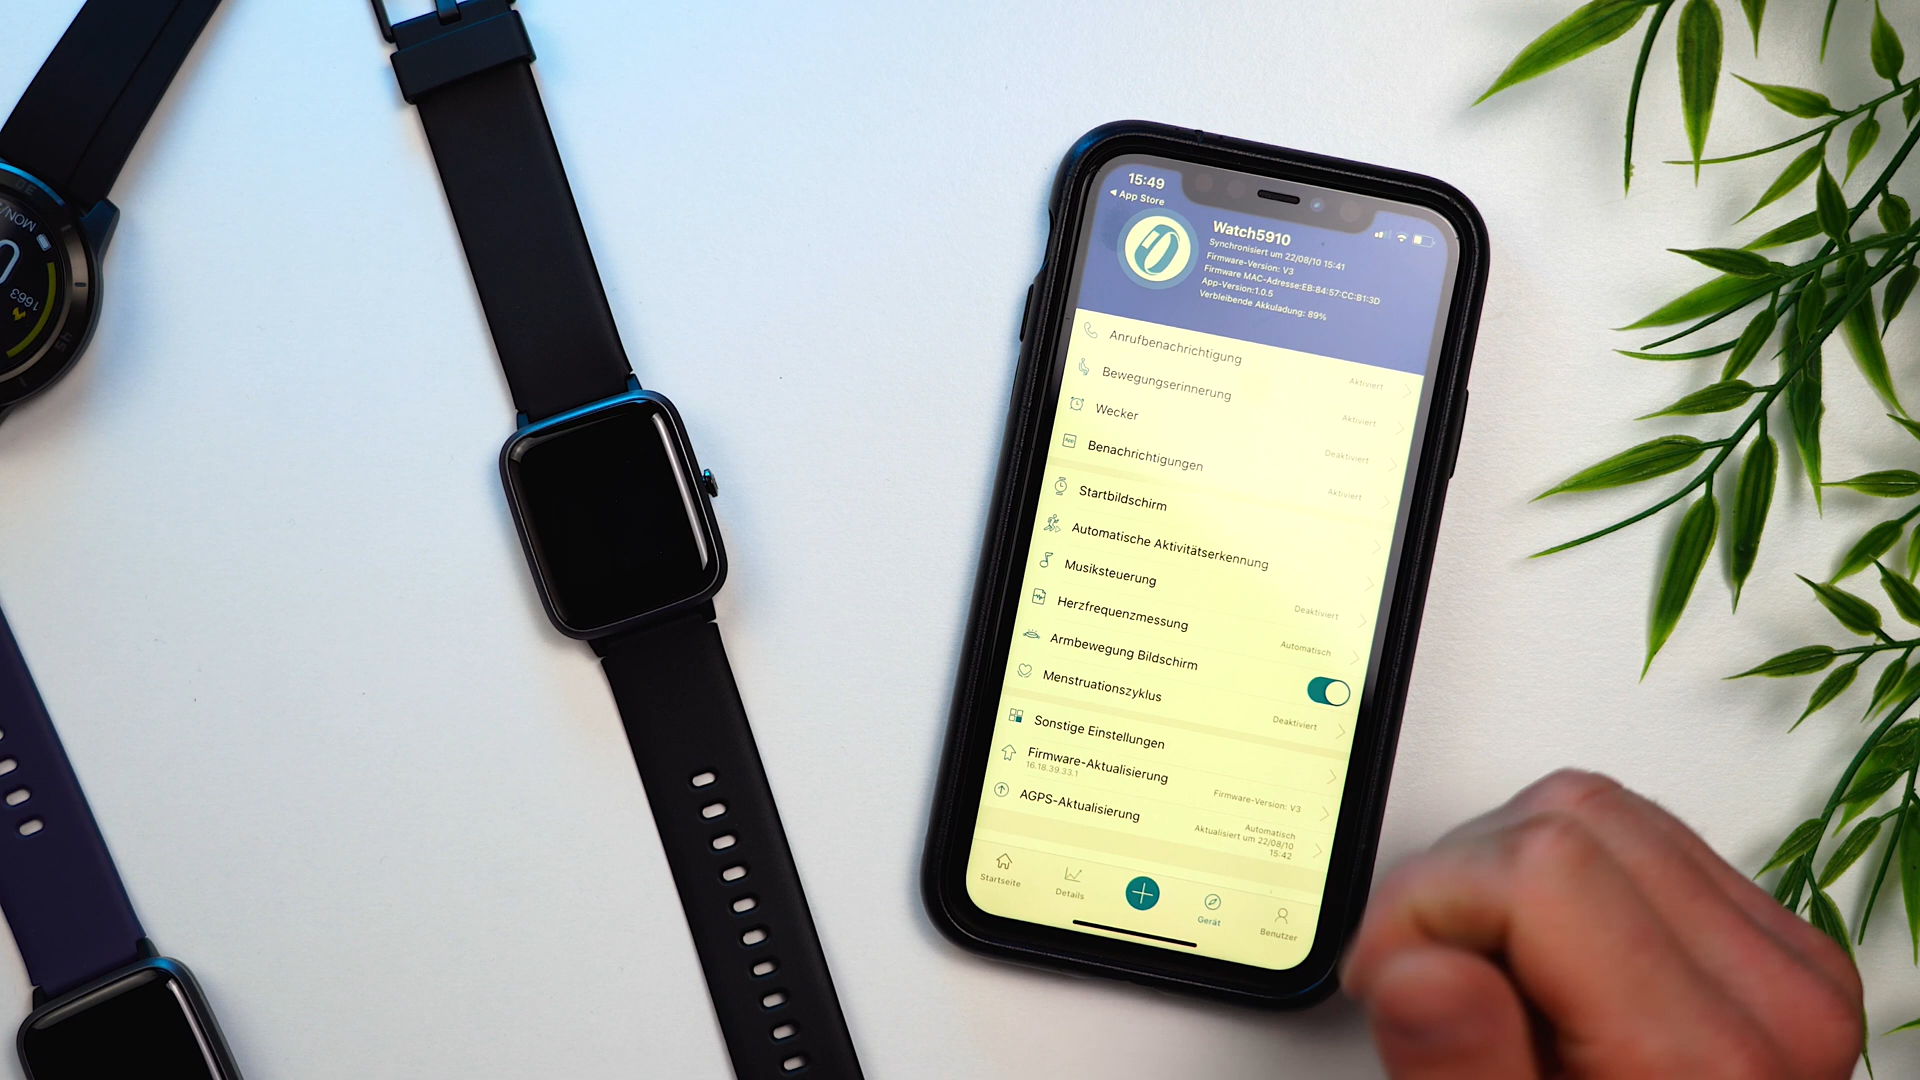 MON/
1663
15:49
◀ App Store
Watch5910
Synchronisiert um 22/08/10 15:41
Firmware-Version: V3
Firmware MAC-Adresse:EB:84:57:CC:B1:3D
App-Version:1.0.5
Verbleibende Akkuladung: 89%
Anrufbenachrichtigung Aktiviert
Bewegungserinnerung Aktiviert
Wecker Deaktiviert
App
Benachrichtigungen Aktiviert
Startbildschirm
Automatische Aktivitätserkennung
Musiksteuerung Deaktiviert
Herzfrequenzmessung Automatisch
Armbewegung Bildschirm
Menstruationszyklus Deaktiviert
Sonstige Einstellungen
Firmware-Aktualisierung Firmware-Version: V3
16.18.39.33.1
AGPS-Aktualisierung Automatisch
Aktualisiert um 22/08/10
15:42
Startseite
Details
Gerät
Benutzer